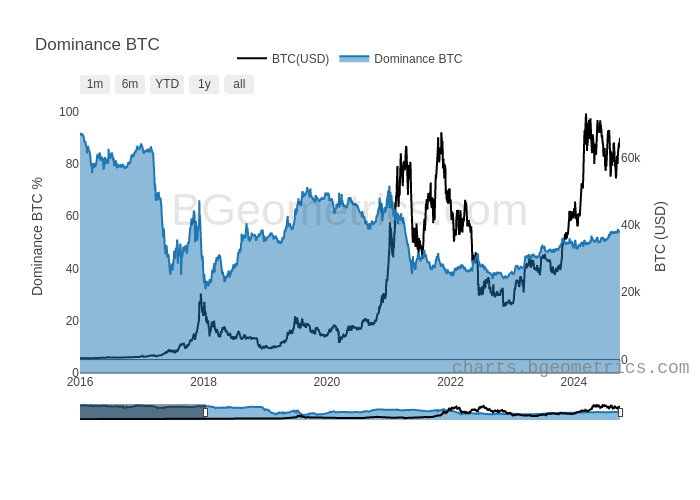 Dominance BTC
BTC(USD) Dominance BTC
1m 6m YTD 1y all
100
80
60
40
20
0
Dominance BTC %
BGeometrics.com
60k
40k
20k
0
BTC (USD)
charts.bgeometrics.com
2016 2018 2020 2022 2024